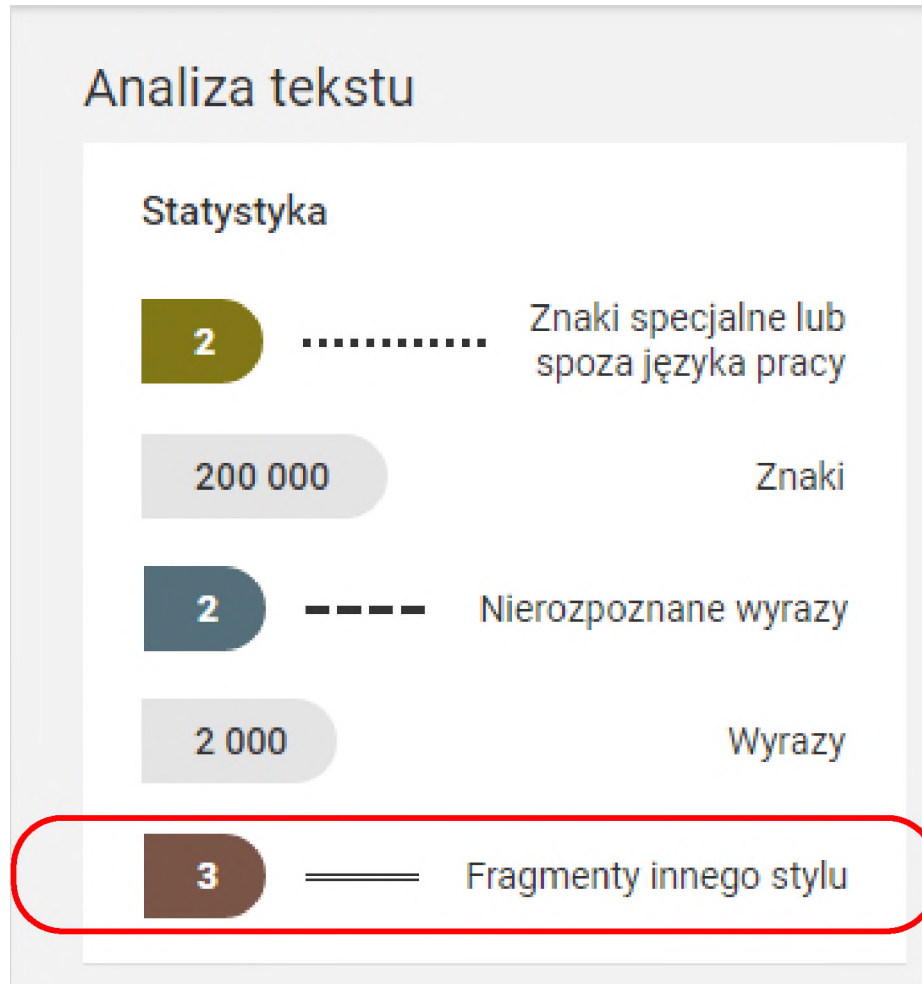 Analiza tekstu
Statystyka
2 Znaki specjalne lub
spoza języka pracy
200 000 Znaki
2 Nierozpoznane wyrazy
2 000 Wyrazy
3 Fragmenty innego stylu